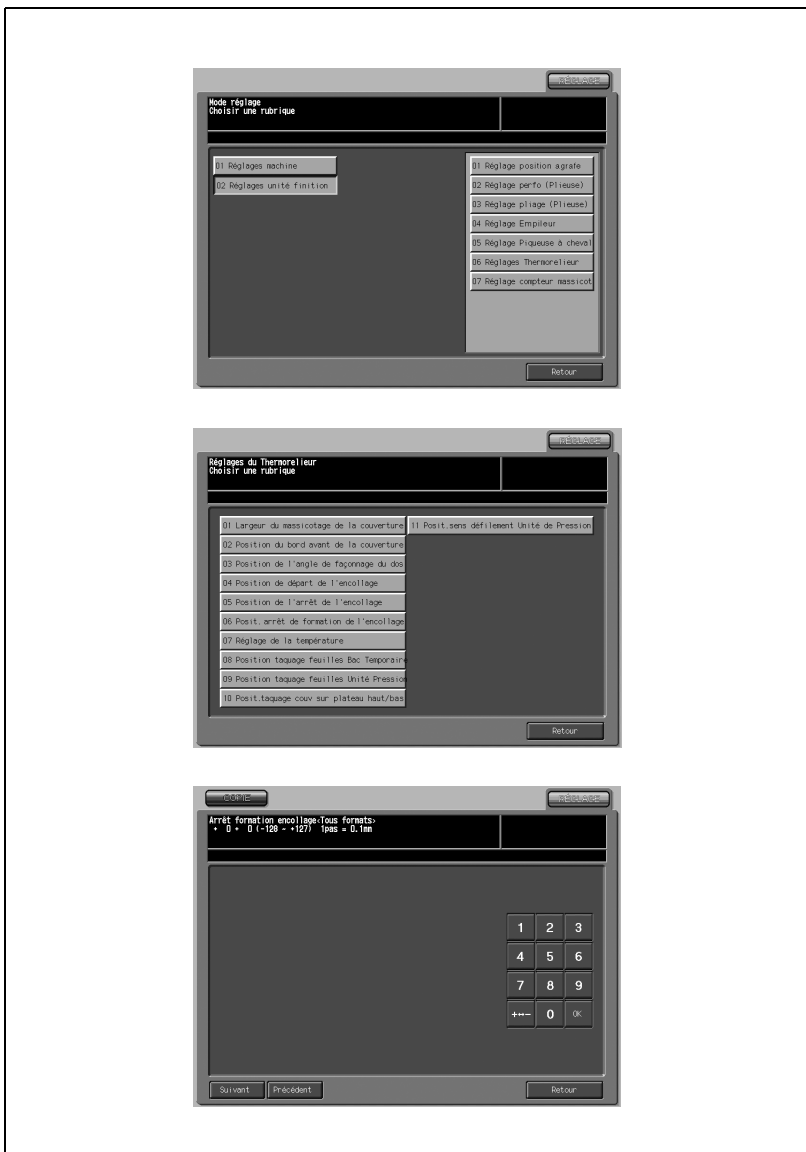 RÉGLAGE
Mode réglage
Choisir une rubrique
01 Réglages machine
02 Réglages unité finition
01 Réglage position agrafe
02 Réglage perfo (Plieuse)
03 Réglage pliage (Plieuse)
04 Réglage Empileur
05 Réglage Piqueuse à cheval
06 Réglages Thermorelieur
07 Réglage compteur massicot
Retour
RÉGLAGE
Réglages du Thermorelieur
Choisir une rubrique
01 Largeur du massicotage de la couverture
02 Position du bord avant de la couverture
03 Position de l'angle de façonnage du dos
04 Position de départ de l'encollage
05 Position de l'arrêt de l'encollage
06 Posit. arrêt de formation de l'encollage
07 Réglage de la température
08 Position taquage feuilles Bac Temporaire
09 Position taquage feuilles Unité Pression
10 Posit.taquage couv sur plateau haut/bas
11 Posit.sens défilement Unité de Pression
Retour
COPIE
RÉGLAGE
Arrêt formation encollage<Tous formats>
+ 0 + 0 (-128 ~ +127) 1pas = 0.1mm
1 2 3
4 5 6
7 8 9
+↔- 0 OK
Suivant
Précédent
Retour